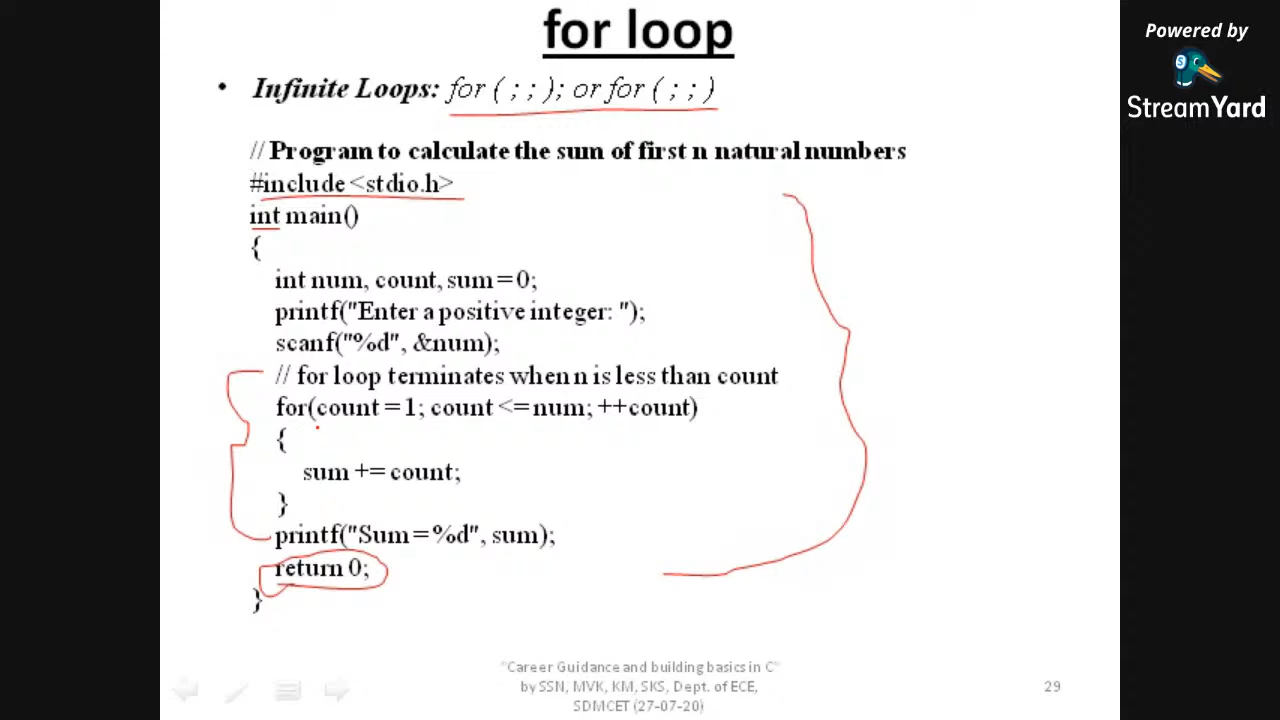 for loop
Powered by
StreamYard
• Infinite Loops: for ( ; ; ); or for ( ; ; )
// Program to calculate the sum of first n natural numbers
#include <stdio.h>
int main()
{
int num, count, sum = 0;
printf("Enter a positive integer: ");
scanf("%d", &num);
// for loop terminates when n is less than count
for(count = 1; count <= num; ++count)
{
sum += count;
}
printf("Sum = %d", sum);
return 0;
}
"Career Guidance and building basics in C"
by SSN, MVK, KM, SKS, Dept. of ECE,
SDMCET (27-07-20)
29